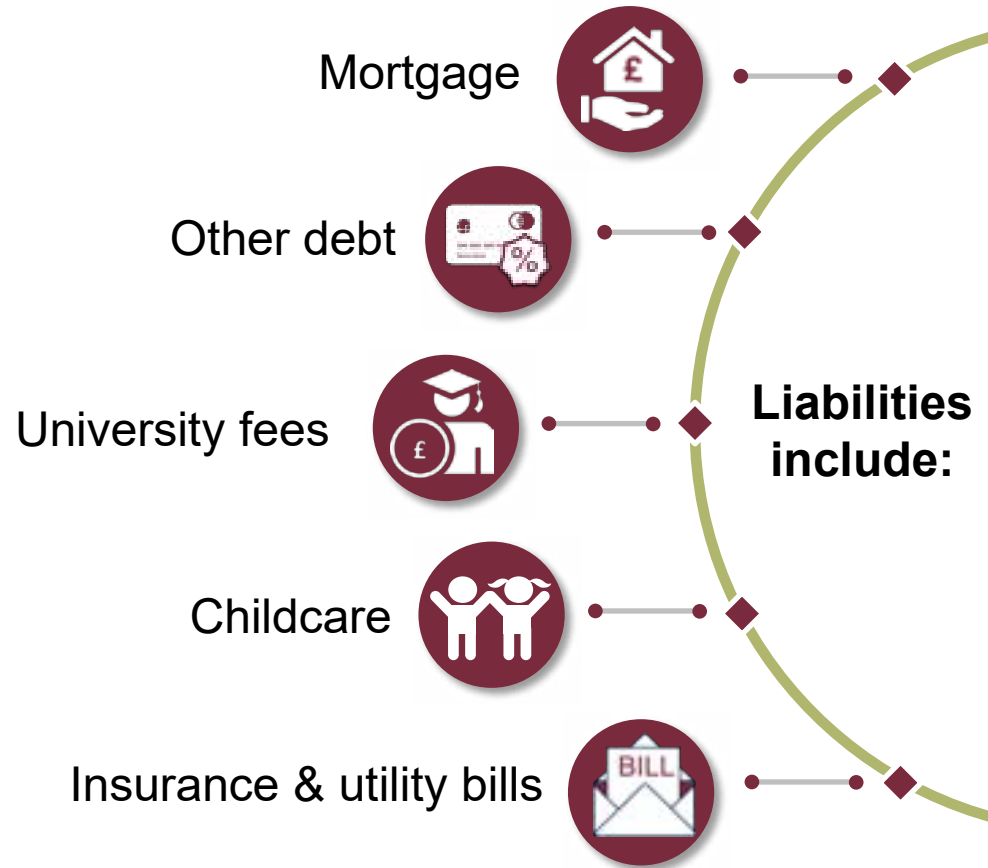 Mortgage
£
Other debt
%
University fees
£
Liabilities
include:
Childcare
Insurance & utility bills
BILL